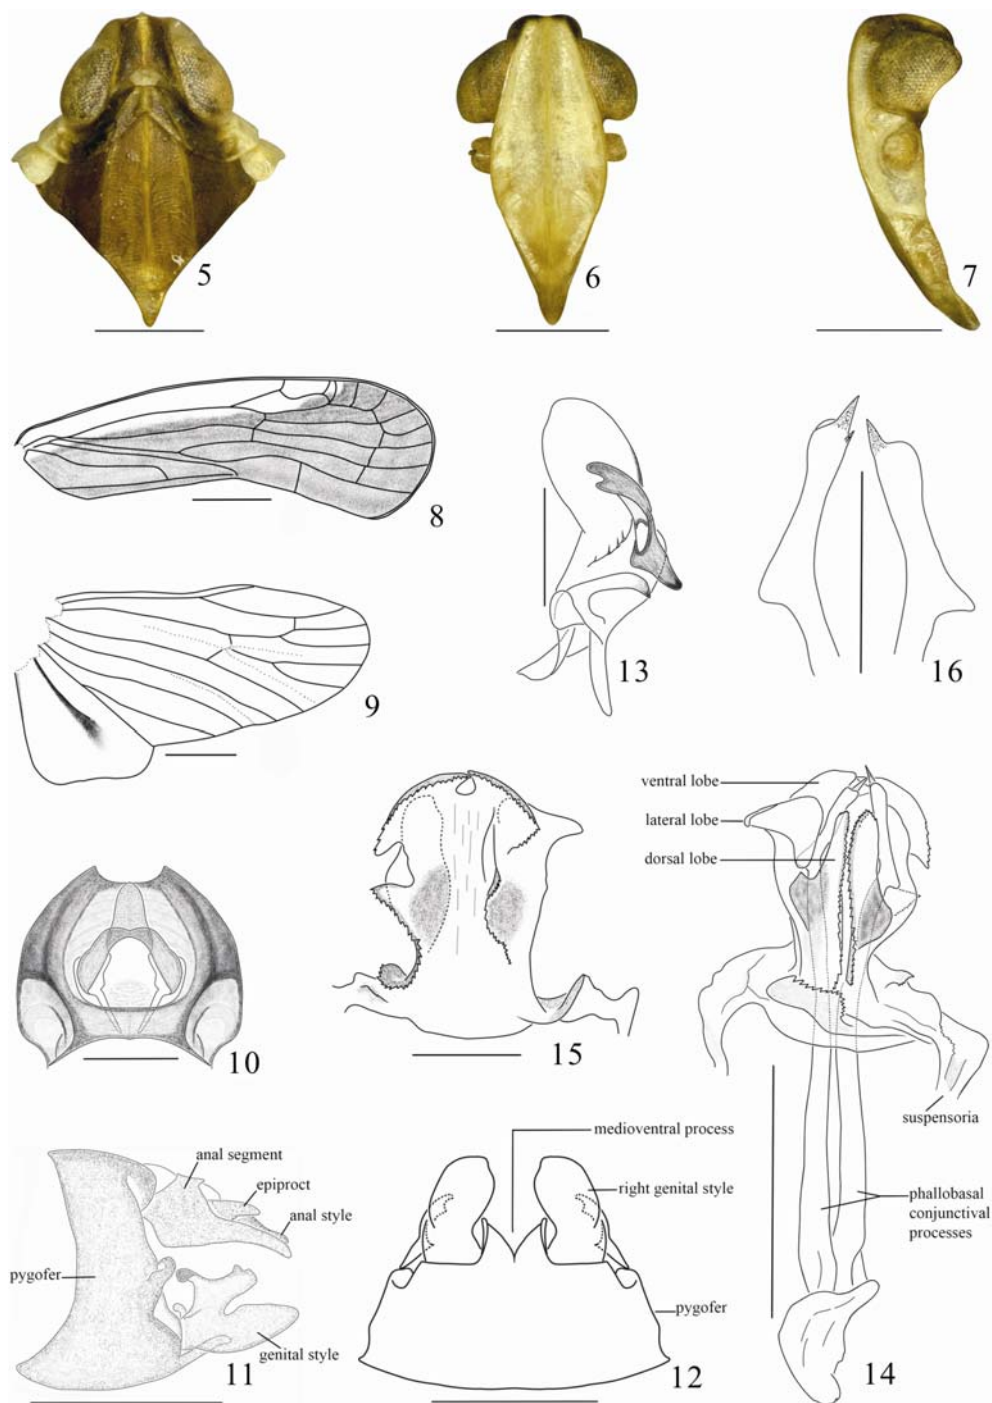 5
6
7
8
9
13
16
ventral lobe
lateral lobe
dorsal lobe
10
15
suspensoria
medioventral process
anal segment
epiproct
right genital style
anal style
phallobasal
conjunctival
processes
pygofer
pygofer
genital style
11
12
14